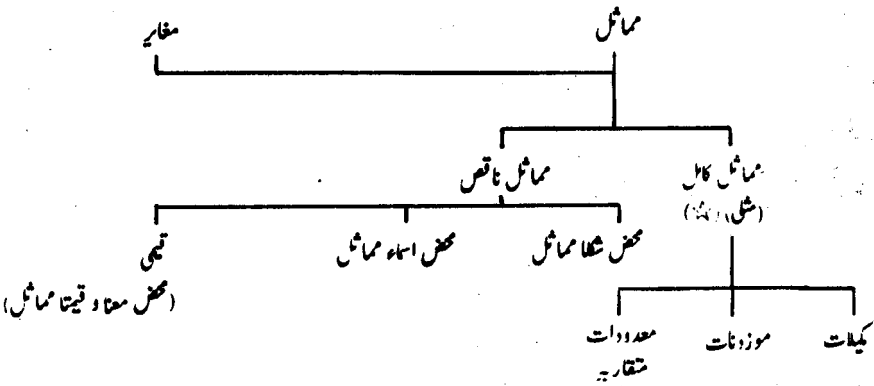 مماثل
مغایر
مماثل کامل
(مثلی
مماثل ناقص
محض شکلا مماثل
محض اسماء مماثل
قیمی
(محض معنا و قیمتا مماثل)
مکیلات
موزونات
معدودات
متقاربہ